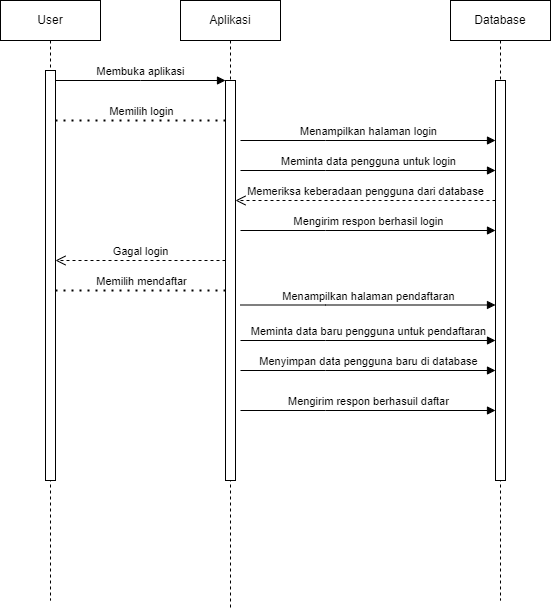 User
Aplikasi
Database
Membuka aplikasi
Memilih login
Menampilkan halaman login
Meminta data pengguna untuk login
Memeriksa keberadaan pengguna dari database
Mengirim respon berhasil login
Gagal login
Memilih mendaftar
Menampilkan halaman pendaftaran
Meminta data baru pengguna untuk pendaftaran
Menyimpan data pengguna baru di database
Mengirim respon berhasuil daftar